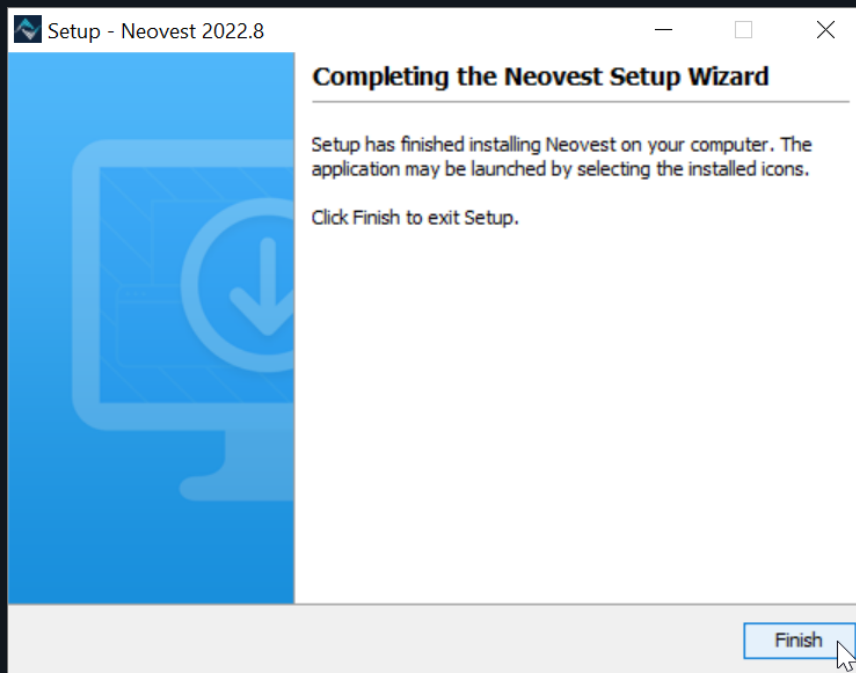 Setup - Neovest 2022.8
Completing the Neovest Setup Wizard
Setup has finished installing Neovest on your computer. The
application may be launched by selecting the installed icons.
Click Finish to exit Setup.
Finish